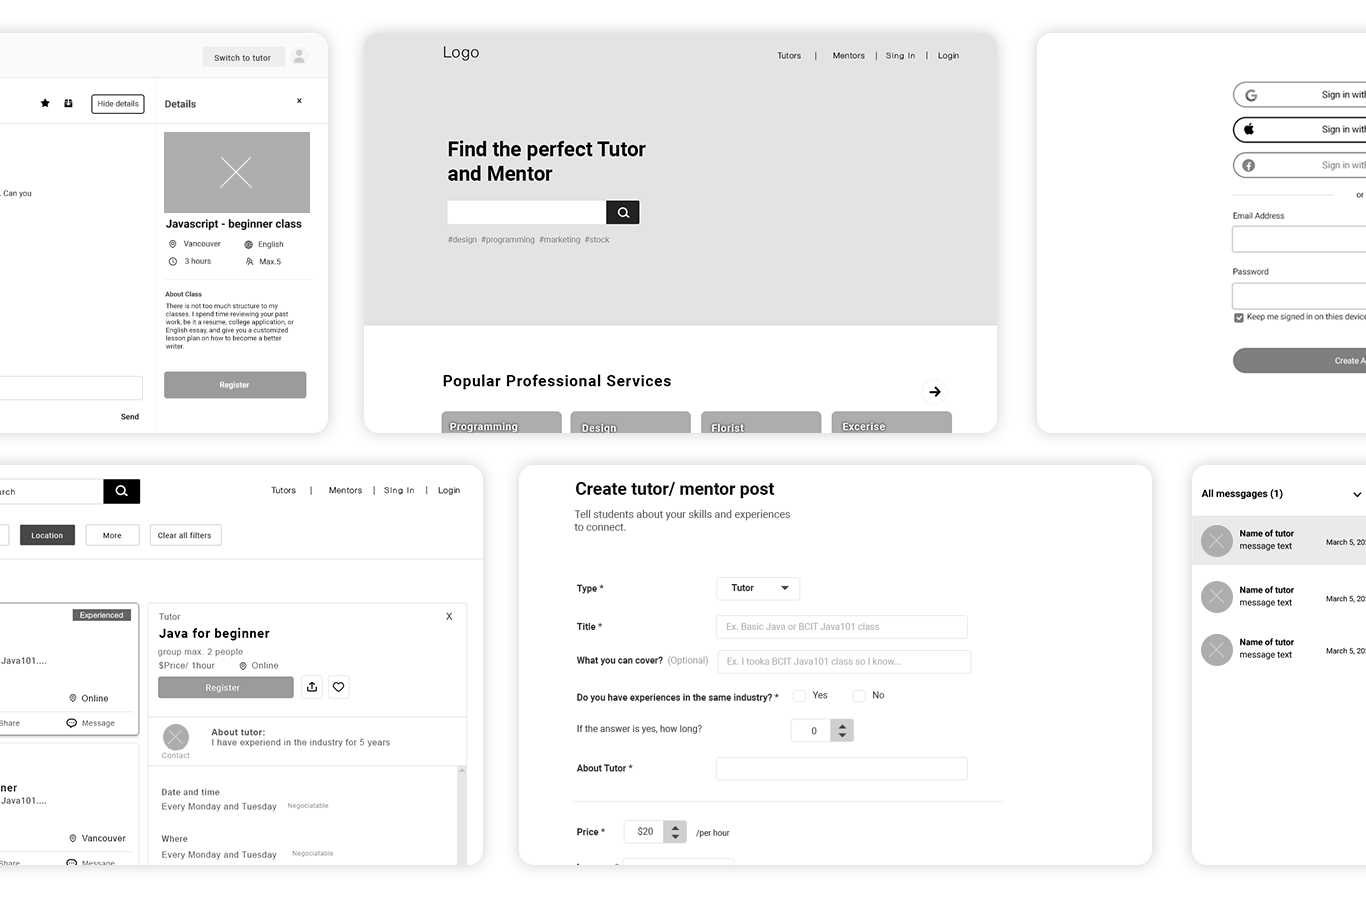 Switch to tutor
Hide details
Details
x
. Can you
Javascript - beginner class
Vancouver
English
3 hours
Max.5
About Class
There is not too much structure to my
classes. I spend time reviewing your past
work, be it a resume, college application, or
English essay, and give you a customized
lesson plan on how to become a better
writer.
Register
Send
Logo
Tutors | Mentors | Sing In | Login
Find the perfect Tutor
and Mentor
#design #programming #marketing #stock
Popular Professional Services
Programming
Design
Florist
Excerise
Sign in with
Sign in with
Sign in with
or
Email Address
Password
Keep me signed in on thies device
Create A
rch
Tutors | Mentors | Sing In | Login
Location
More
Clear all filters
Experienced
Java101....
Online
Share
Message
ner
Java101....
Vancouver
Share
Message
Tutor
X
Java for beginner
group max. 2 people
$Price/ 1hour
Online
Register
About tutor:
I have experiend in the industry for 5 years
Contact
Date and time
Every Monday and Tuesday
Negociatable
Where
Every Monday and Tuesday
Negociatable
Create tutor/ mentor post
Tell students about your skills and experiences
to connect.
Type *
Tutor
Title *
Ex. Basic Java or BCIT Java101 class
What you can cover? (Optional)
Ex. I tooka BCIT Java101 class so I know...
Do you have experiences in the same industry? *
Yes
No
If the answer is yes, how long?
0
About Tutor *
Price *
$20
/per hour
All messgages (1)
Name of tutor
message text
March 5, 20
Name of tutor
message text
March 5, 20
Name of tutor
message text
March 5, 20